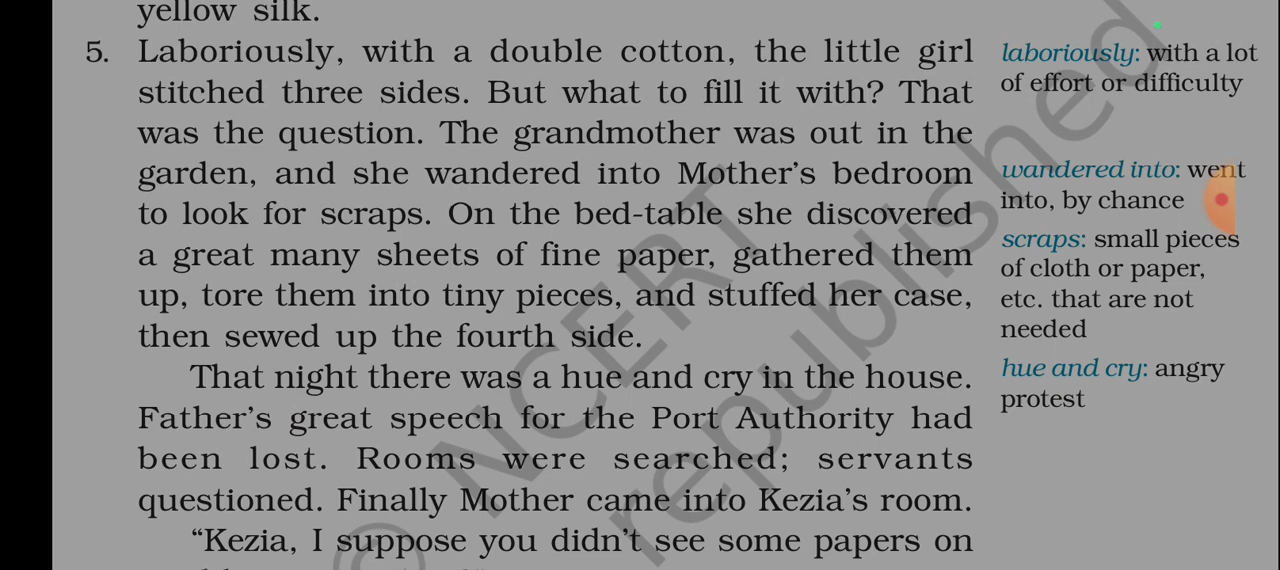 yellow silk.
5. Laboriously, with a double cotton, the little girl
stitched three sides. But what to fill it with? That
was the question. The grandmother was out in the
garden, and she wandered into Mother's bedroom
to look for scraps. On the bed-table she discovered
a great many sheets of fine paper, gathered them
up, tore them into tiny pieces, and stuffed her case,
then sewed up the fourth side.
That night there was a hue and cry in the house.
Father's great speech for the Port Authority had
been lost. Rooms were searched; servants
questioned. Finally Mother came into Kezia's room.
“Kezia, I suppose you didn't see some papers on
laboriously: with a lot
of effort or difficulty
wandered into: went
into, by chance
scraps: small pieces
of cloth or paper,
etc. that are not
needed
hue and cry: angry
protest
© NCERT
republished